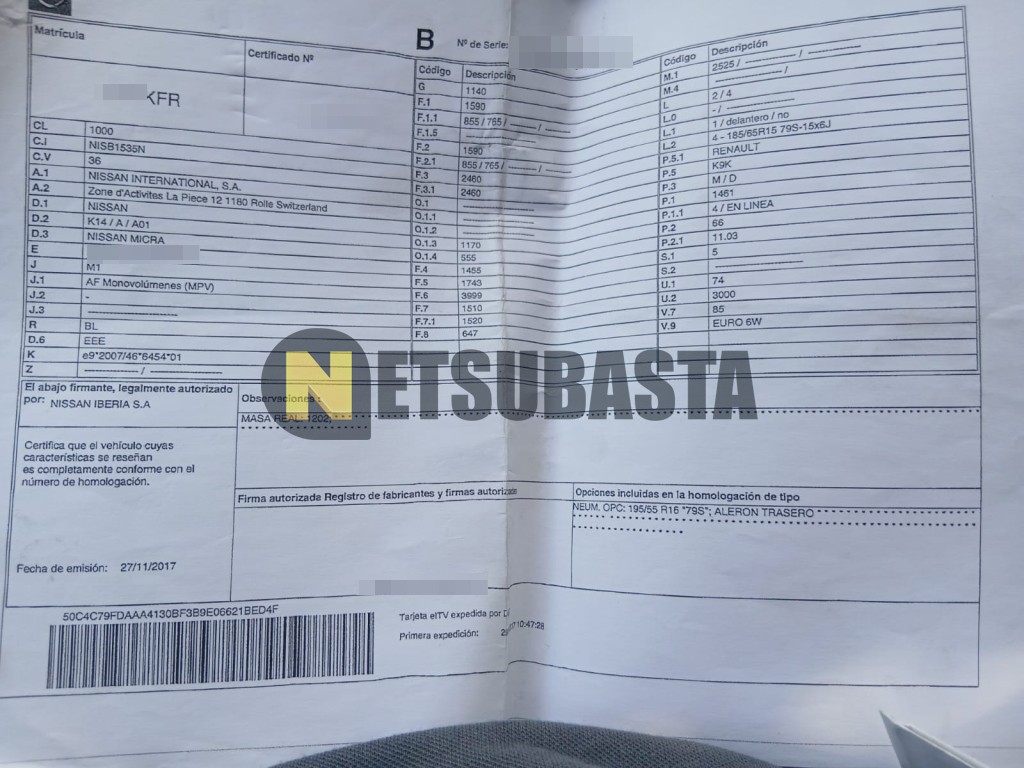 Matrícula
Certificado Nº
KFR
CL 1000
C.I NISB1535N
C.V 36
A.1 NISSAN INTERNATIONAL, S.A.
A.2 Zone d'Activites La Piece 12 1180 Rolle Switzerland
D.1 NISSAN
D.2 K14 / A / A01
D.3 NISSAN MICRA
E
J M1
J.1 AF Monovolúmenes (MPV)
J.2 -
J.3 --------------------
R BL
D.6 EEE
K e9*2007/46*6454*01
Z ------------ / ----------------
B Nº de Serie:
Código Descripción
G 1140
F.1 1590
F.1.1 855 / 765 / ------ / ------
F.1.5 ----------------
F.2 1590
F.2.1 855 / 765 / ------ / ------
F.3 2460
F.3.1 2460
O.1 ----------------
O.1.1 ----------------
O.1.2 ----------------
O.1.3 1170
O.1.4 555
F.4 1455
F.5 1743
F.6 3999
F.7 1510
F.7.1 1520
F.8 647
Código Descripción
M.1 2525 / ------------ / ------------
M.4 ---------------- /
L 2 / 4
L.0 - / ----------------
L.1 1 / delantero / no
L.2 4 - 185/65R15 79S-15x6J
P.5.1 RENAULT
P.5 K9K
P.3 M / D
P.1 1461
P.1.1 4 / EN LINEA
P.2 66
P.2.1 11.03
S.1 5
S.2 --------------------
U.1 74
U.2 3000
V.7 85
V.9 EURO 6W
NETSUBASTA
El abajo firmante, legalmente autorizado
por: NISSAN IBERIA S.A
Observaciones :
MASA REAL: 1202;
Certifica que el vehículo cuyas
características se reseñan
es completamente conforme con el
número de homologación.
Firma autorizada Registro de fabricantes y firmas autoriza
Opciones incluidas en la homologación de tipo
NEUM. OPC: 195/55 R16 "79S"; ALERON TRASERO
Fecha de emisión: 27/11/2017
50C4C79FDAAA4130BF3B9E06621BED4F
Tarjeta eITV expedida por
Primera expedición: 10:47:28